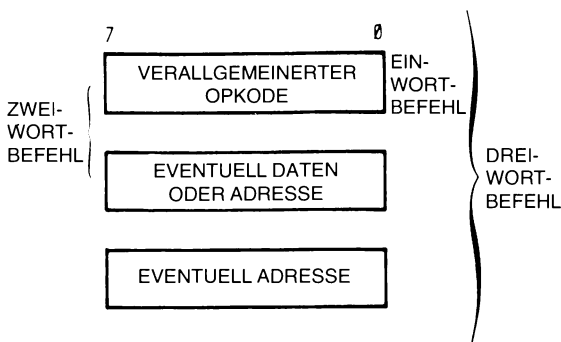 7 0
VERALLGEMEINERTER
OPKODE
EIN-
WORT-
BEFEHL
ZWEI-
WORT-
BEFEHL
EVENTUELL DATEN
ODER ADRESSE
DREI-
WORT-
BEFEHL
EVENTUELL ADRESSE